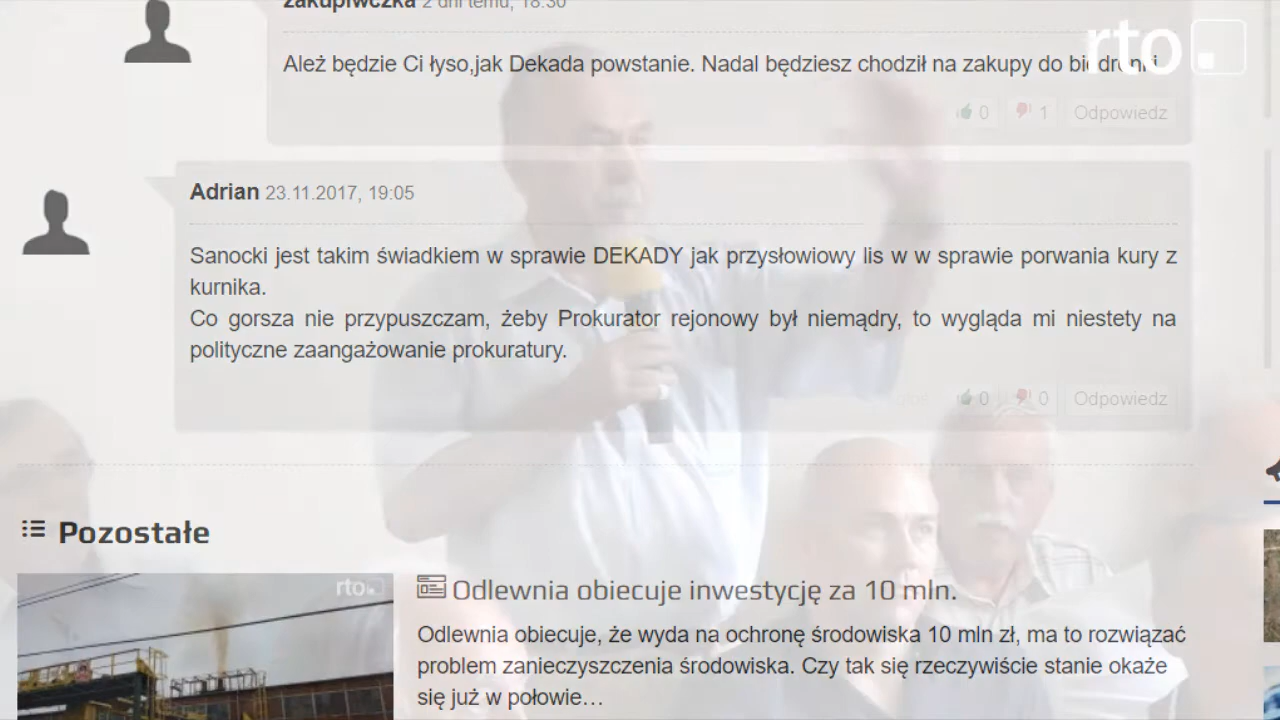 zakupiwczka 2 dni temu, 18:30
rto
Ależ będzie Ci łyso,jak Dekada powstanie. Nadal będziesz chodził na zakupy do biedronki
0 1 Odpowiedz
Adrian 23.11.2017, 19:05
Sanocki jest takim świadkiem w sprawie DEKADY jak przysłowiowy lis w w sprawie porwania kury z
kurnika.
Co gorsza nie przypuszczam, żeby Prokurator rejonowy był niemądry, to wygląda mi niestety na
polityczne zaangażowanie prokuratury.
0 0 Odpowiedz
Pozostałe
rto
Odlewnia obiecuje inwestycję za 10 mln.
Odlewnia obiecuje, że wyda na ochronę środowiska 10 mln zł, ma to rozwiązać
problem zanieczyszczenia środowiska. Czy tak się rzeczywiście stanie okaże
się już w połowie…